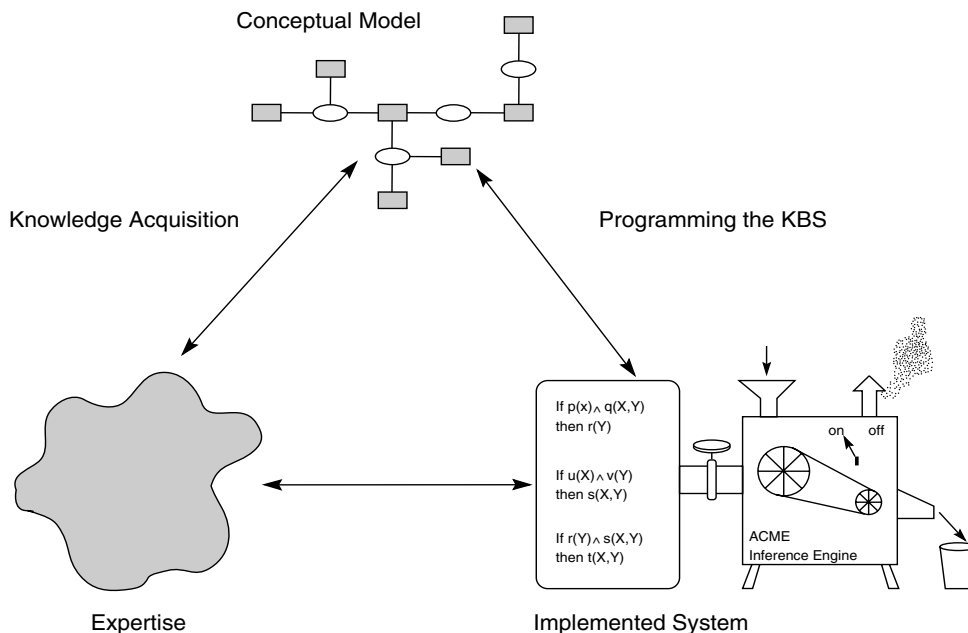 Conceptual Model
Knowledge Acquisition
Programming the KBS
If p(x)∧ q(X,Y)
then r(Y)
If u(X)∧ v(Y)
then s(X,Y)
If r(Y)∧ s(X,Y)
then t(X,Y)
on off
ACME
Inference Engine
Expertise
Implemented System